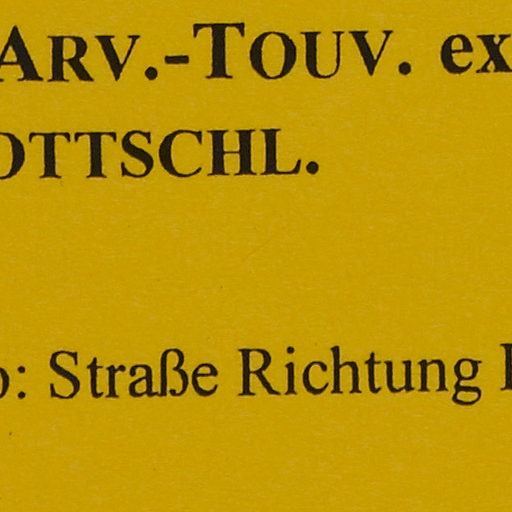 ARV.-TOUV. ex
OTTSCHL.
o: Straße Richtung